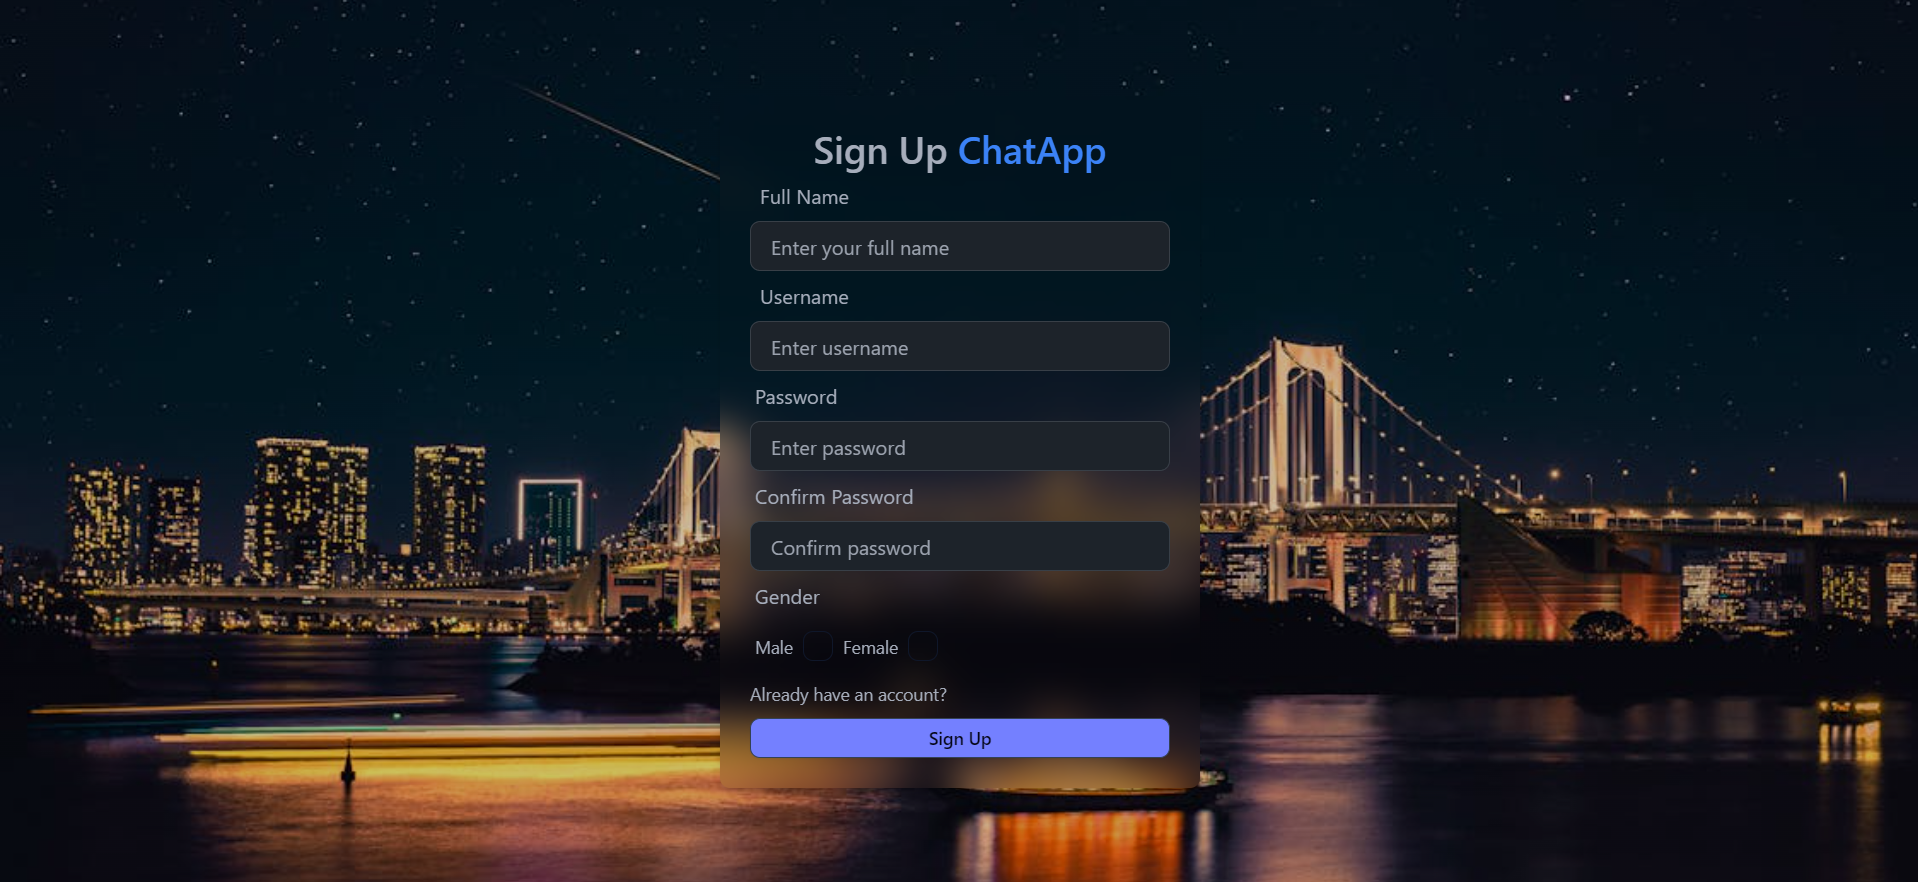 Sign Up ChatApp
Full Name
Enter your full name
Username
Enter username
Password
Enter password
Confirm Password
Confirm password
Gender
Male Female
Already have an account?
Sign Up